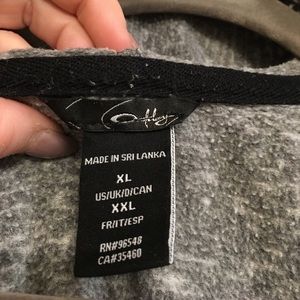 MADE IN SRI LANKA
XL
US/UK/D/CAN
XXL
FR/IT/ESP
RN#96548
CA#35460